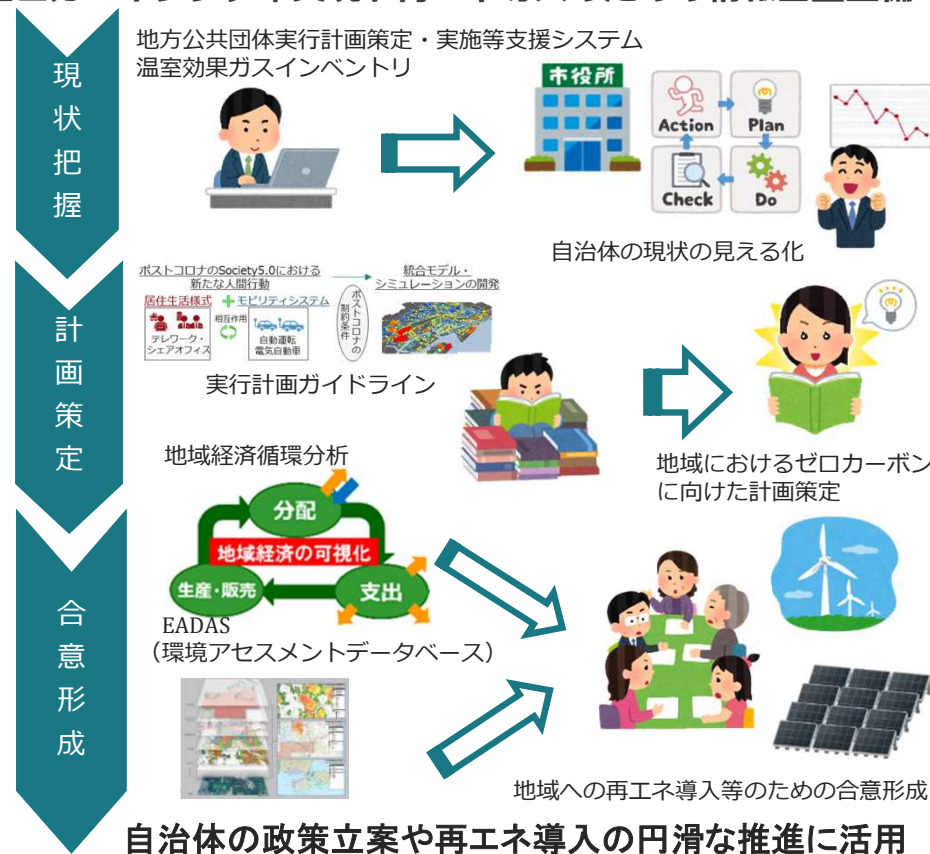 現状把握
地方公共団体実行計画策定・実施等支援システム
温室効果ガスインベントリ
市役所
Action
Plan
Check
Do
自治体の現状の見える化
計画策定
ポストコロナのSociety5.0における
新たな人間行動
統合モデル・
シミュレーションの開発
居住生活様式
モビリティシステム
相互作用
テレワーク・
シェアオフィス
自動運転
電気自動車
ポストコロナの
制約条件
実行計画ガイドライン
地域におけるゼロカーボン
に向けた計画策定
合意形成
地域経済循環分析
分配
地域経済の可視化
生産・販売
支出
EADAS
（環境アセスメントデータベース）
地域への再エネ導入等のための合意形成
自治体の政策立案や再エネ導入の円滑な推進に活用